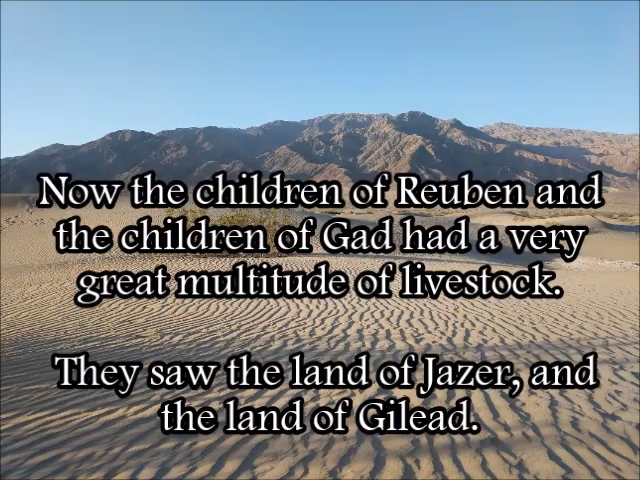 Now the children of Reuben and
the children of Gad had a very
great multitude of livestock.
They saw the land of Jazer, and
the land of Gilead.